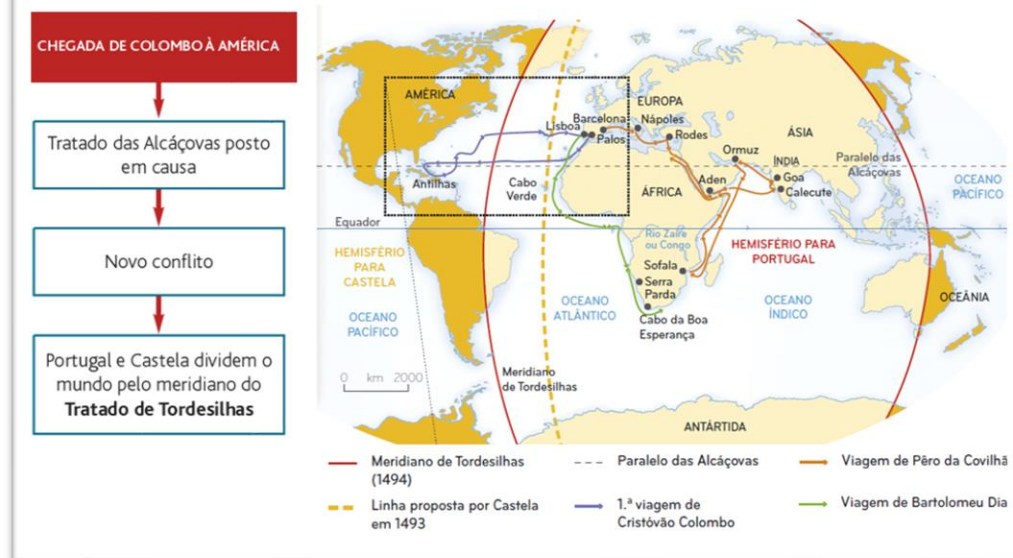 CHEGADA DE COLOMBO À AMÉRICA
Tratado das Alcáçovas posto
em causa
Novo conflito
Portugal e Castela dividem o
mundo pelo meridiano do
Tratado de Tordesilhas
AMÉRICA
EUROPA
Barcelona
Nápoles
Lisboa
Palos
Rodes
ÁSIA
Ormuz
ÍNDIA
Paralelo das
Alcáçovas
Goa
Calecute
Aden
OCEANO
PACÍFICO
Antilhas
Cabo
Verde
ÁFRICA
Equador
Rio Zaire
ou Congo
HEMISFÉRIO
PARA
CASTELA
HEMISFÉRIO PARA
PORTUGAL
Sofala
Serra
Parda
OCEANO
PACÍFICO
OCEANO
ATLÂNTICO
OCEANO
ÍNDICO
OCEÂNIA
Cabo da Boa
Esperança
0 km 2000
Meridiano
de Tordesilhas
ANTÁRTIDA
Meridiano de Tordesilhas
(1494)
Paralelo das Alcáçovas
Viagem de Pêro da Covilhã
Linha proposta por Castela
em 1493
1.ª viagem de
Cristóvão Colombo
Viagem de Bartolomeu Dia